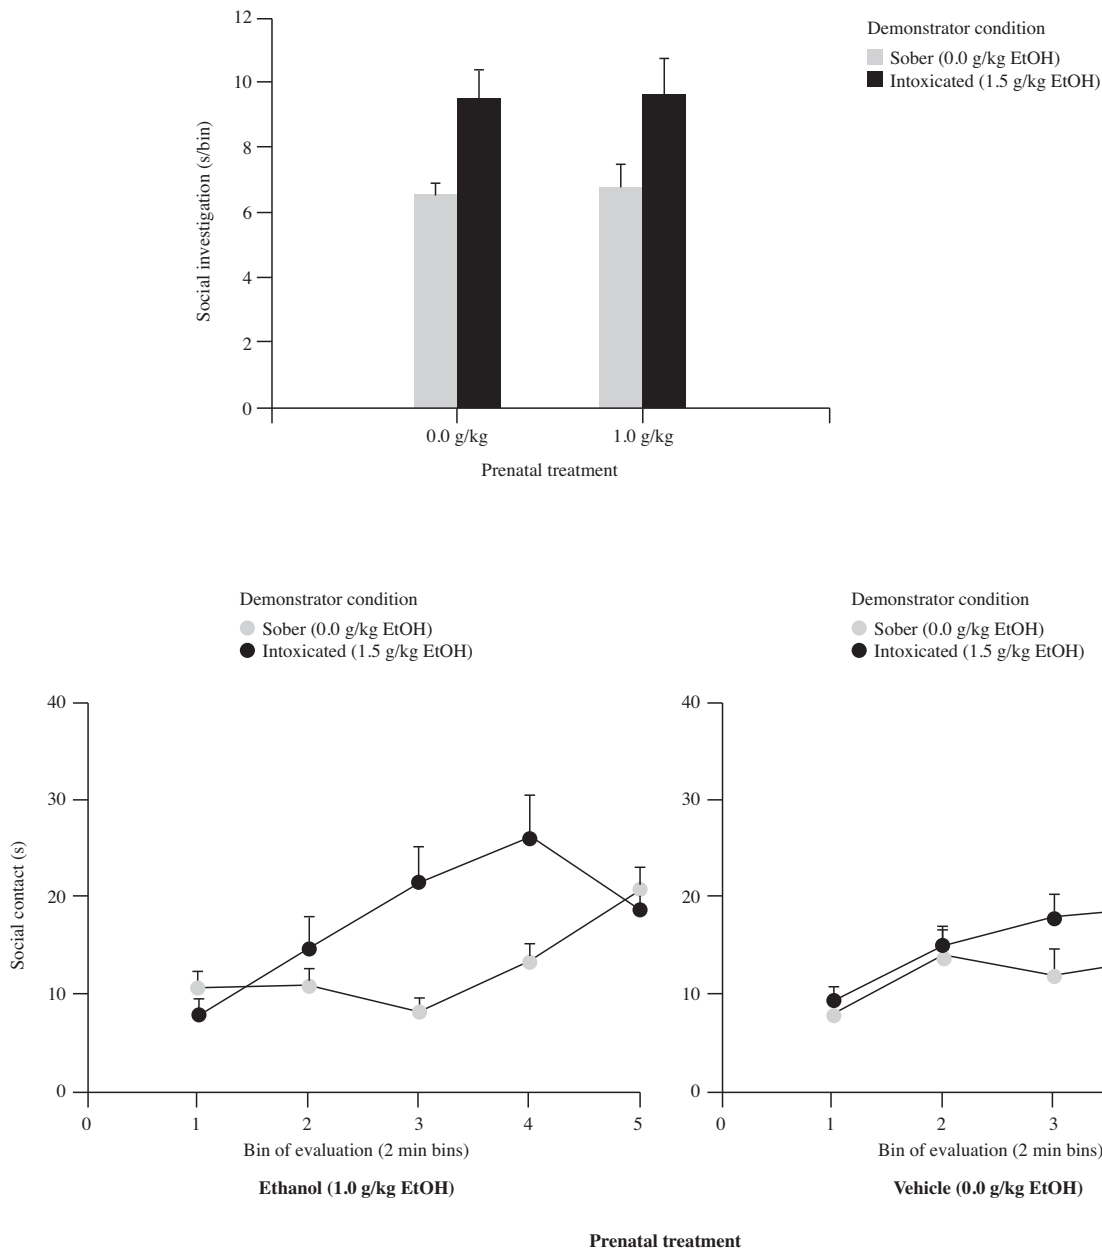 12
10
8
6
4
2
0
Social investigation (s/bin)
0.0 g/kg
1.0 g/kg
Prenatal treatment
Demonstrator condition
Sober (0.0 g/kg EtOH)
Intoxicated (1.5 g/kg EtOH)
Demonstrator condition
Sober (0.0 g/kg EtOH)
Intoxicated (1.5 g/kg EtOH)
40
30
20
10
0
Social contact (s)
0 1 2 3 4 5
Bin of evaluation (2 min bins)
Ethanol (1.0 g/kg EtOH)
Demonstrator condition
Sober (0.0 g/kg EtOH)
Intoxicated (1.5 g/kg EtOH)
40
30
20
10
0
0 1 2 3
Bin of evaluation (2 min bins)
Vehicle (0.0 g/kg EtOH)
Prenatal treatment